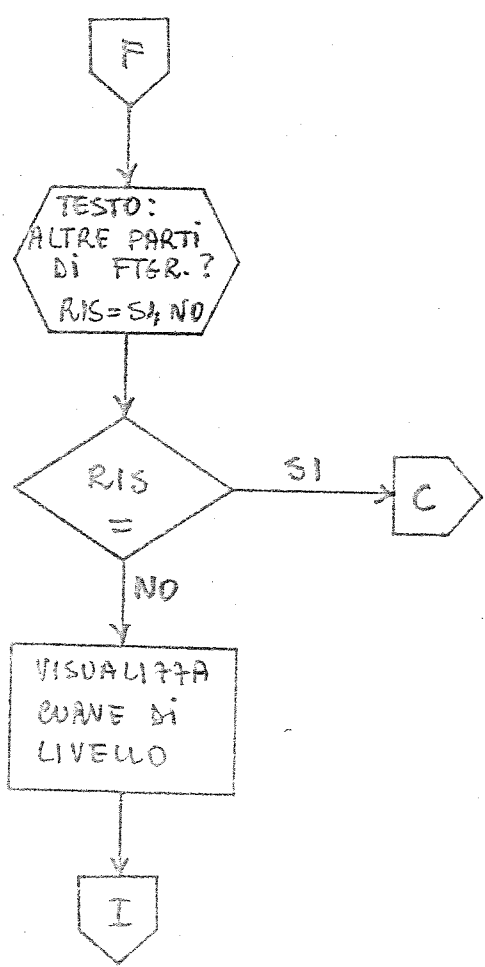 F
TESTO:
ALTRE PARTI
DI FTGR.?
RIS=SI, NO
RIS
=
SI
C
NO
VISUALIZZA
CURVE DI
LIVELLO
I